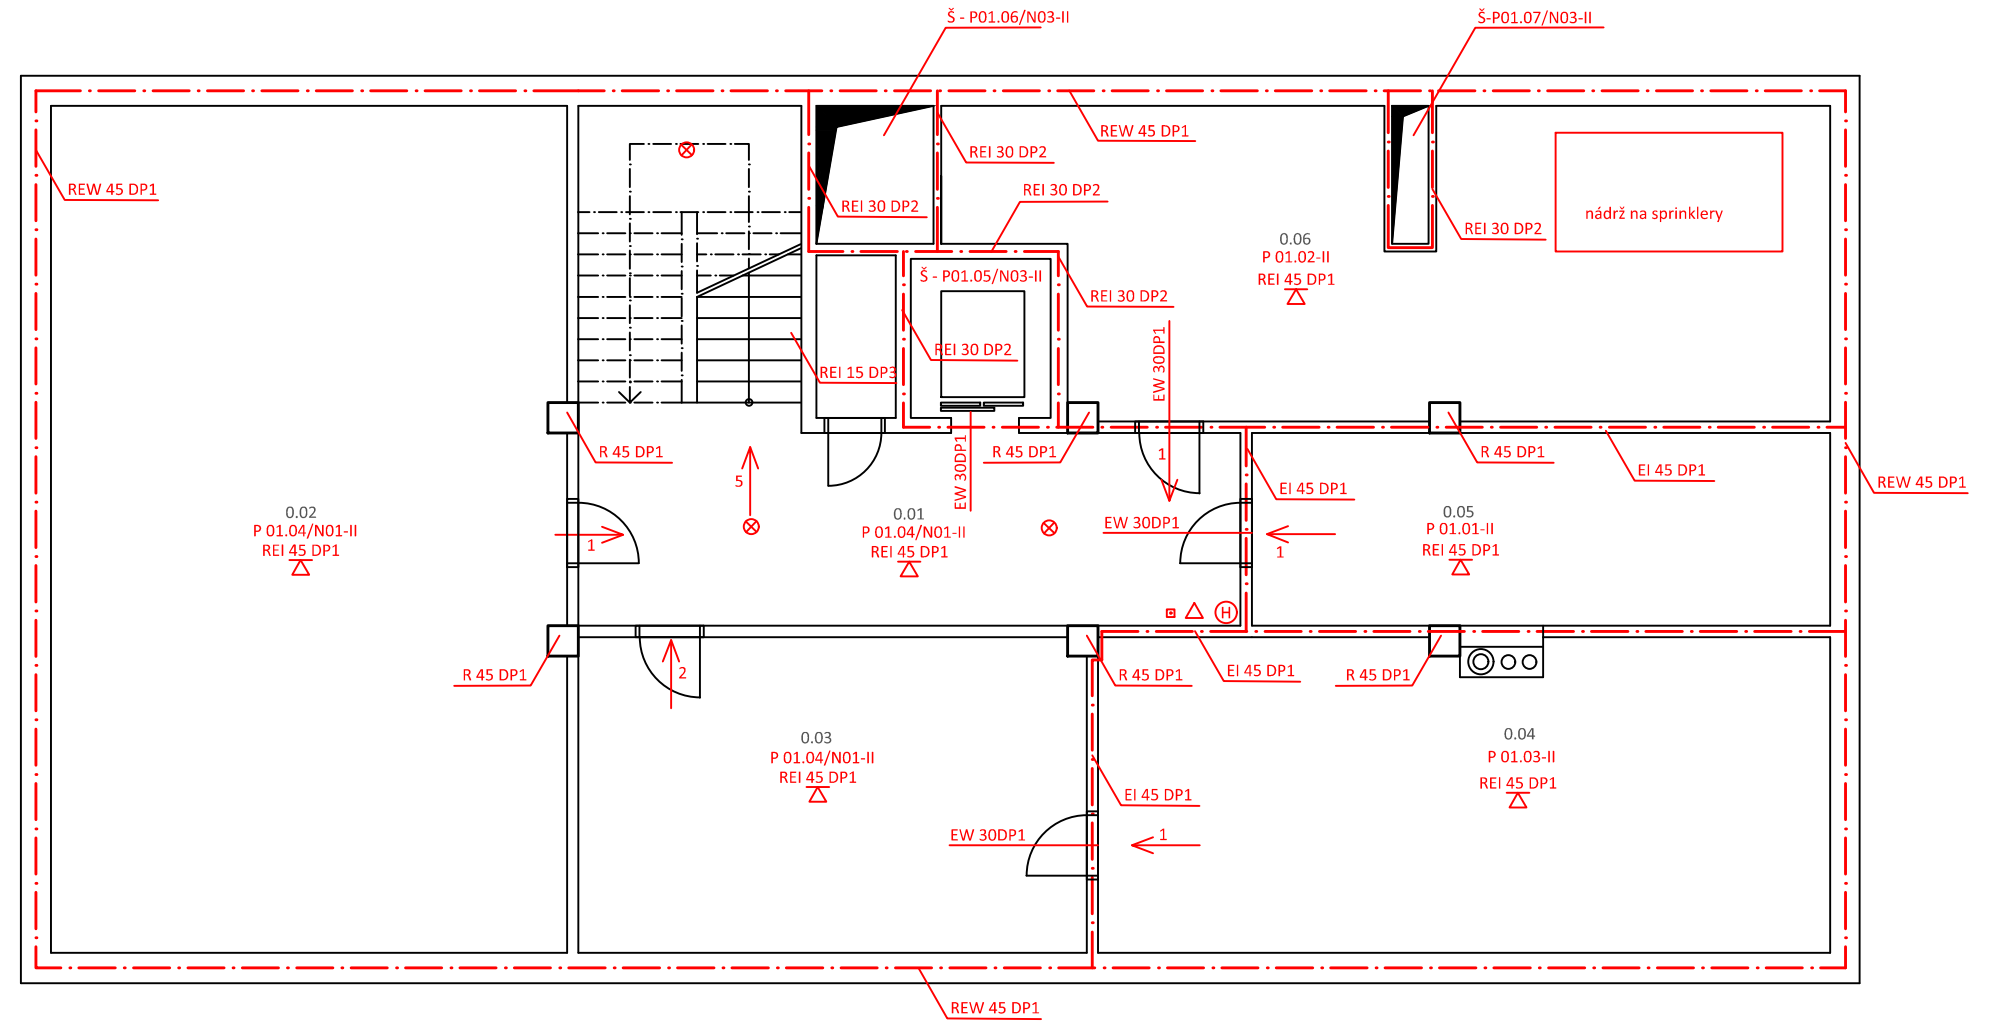 Š - P01.06/N03-II
Š-P01.07/N03-II
REW 45 DP1
REI 30 DP2
REW 45 DP1
REI 30 DP2
REI 30 DP2
nádrž na sprinklery
REI 30 DP2
0.06
P 01.02-II
REI 45 DP1
Š - P01.05/N03-II
REI 30 DP2
REI 30 DP2
EW 30DP1
REI 15 DP3
R 45 DP1
EW 30DP1
R 45 DP1
1
R 45 DP1
EI 45 DP1
REW 45 DP1
5
EI 45 DP1
0.02
P 01.04/N01-II
REI 45 DP1
1
0.01
P 01.04/N01-II
REI 45 DP1
EW 30DP1
1
0.05
P 01.01-II
REI 45 DP1
H
R 45 DP1
2
R 45 DP1
EI 45 DP1
R 45 DP1
0.03
P 01.04/N01-II
REI 45 DP1
0.04
P 01.03-II
REI 45 DP1
EI 45 DP1
EW 30DP1
1
REW 45 DP1